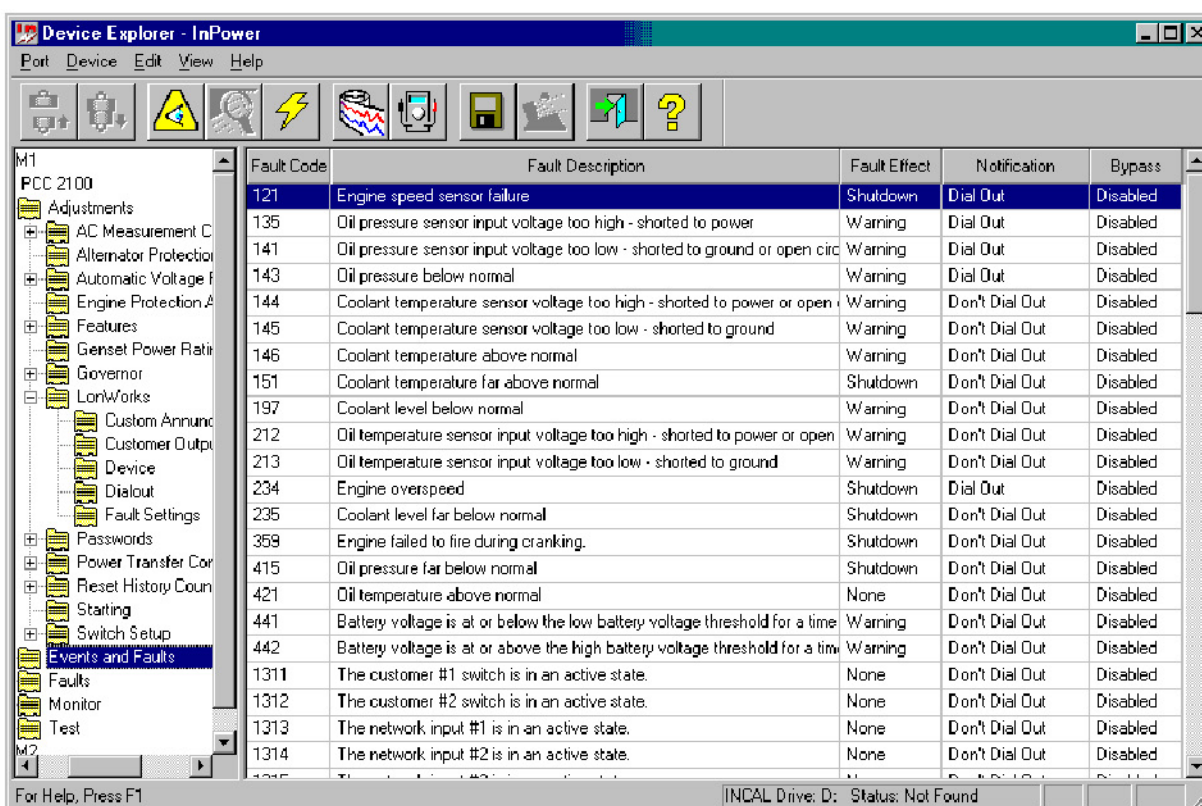 Device Explorer - InPower
Port Device Edit View Help
M1
PCC 2100
Adjustments
AC Measurement C
Alternator Protection
Automatic Voltage R
Engine Protection A
Features
Genset Power Ratin
Governor
LonWorks
Custom Annunc
Customer Outpu
Device
Dialout
Fault Settings
Passwords
Power Transfer Con
Reset History Coun
Starting
Switch Setup
Events and Faults
Faults
Monitor
Test
M2
Fault Code Fault Description Fault Effect Notification Bypass
121 Engine speed sensor failure Shutdown Dial Out Disabled
135 Oil pressure sensor input voltage too high - shorted to power Warning Dial Out Disabled
141 Oil pressure sensor input voltage too low - shorted to ground or open circ Warning Dial Out Disabled
143 Oil pressure below normal Warning Dial Out Disabled
144 Coolant temperature sensor voltage too high - shorted to power or open Warning Don't Dial Out Disabled
145 Coolant temperature sensor voltage too low - shorted to ground Warning Don't Dial Out Disabled
146 Coolant temperature above normal Warning Don't Dial Out Disabled
151 Coolant temperature far above normal Shutdown Don't Dial Out Disabled
197 Coolant level below normal Warning Don't Dial Out Disabled
212 Oil temperature sensor input voltage too high - shorted to power or open Warning Don't Dial Out Disabled
213 Oil temperature sensor input voltage too low - shorted to ground Warning Don't Dial Out Disabled
234 Engine overspeed Shutdown Dial Out Disabled
235 Coolant level far below normal Shutdown Don't Dial Out Disabled
359 Engine failed to fire during cranking. Shutdown Don't Dial Out Disabled
415 Oil pressure far below normal Shutdown Don't Dial Out Disabled
421 Oil temperature above normal None Don't Dial Out Disabled
441 Battery voltage is at or below the low battery voltage threshold for a time Warning Don't Dial Out Disabled
442 Battery voltage is at or above the high battery voltage threshold for a tim Warning Don't Dial Out Disabled
1311 The customer #1 switch is in an active state. None Don't Dial Out Disabled
1312 The customer #2 switch is in an active state. None Don't Dial Out Disabled
1313 The network input #1 is in an active state. None Don't Dial Out Disabled
1314 The network input #2 is in an active state. None Don't Dial Out Disabled
For Help, Press F1 INCAL Drive: D: Status: Not Found